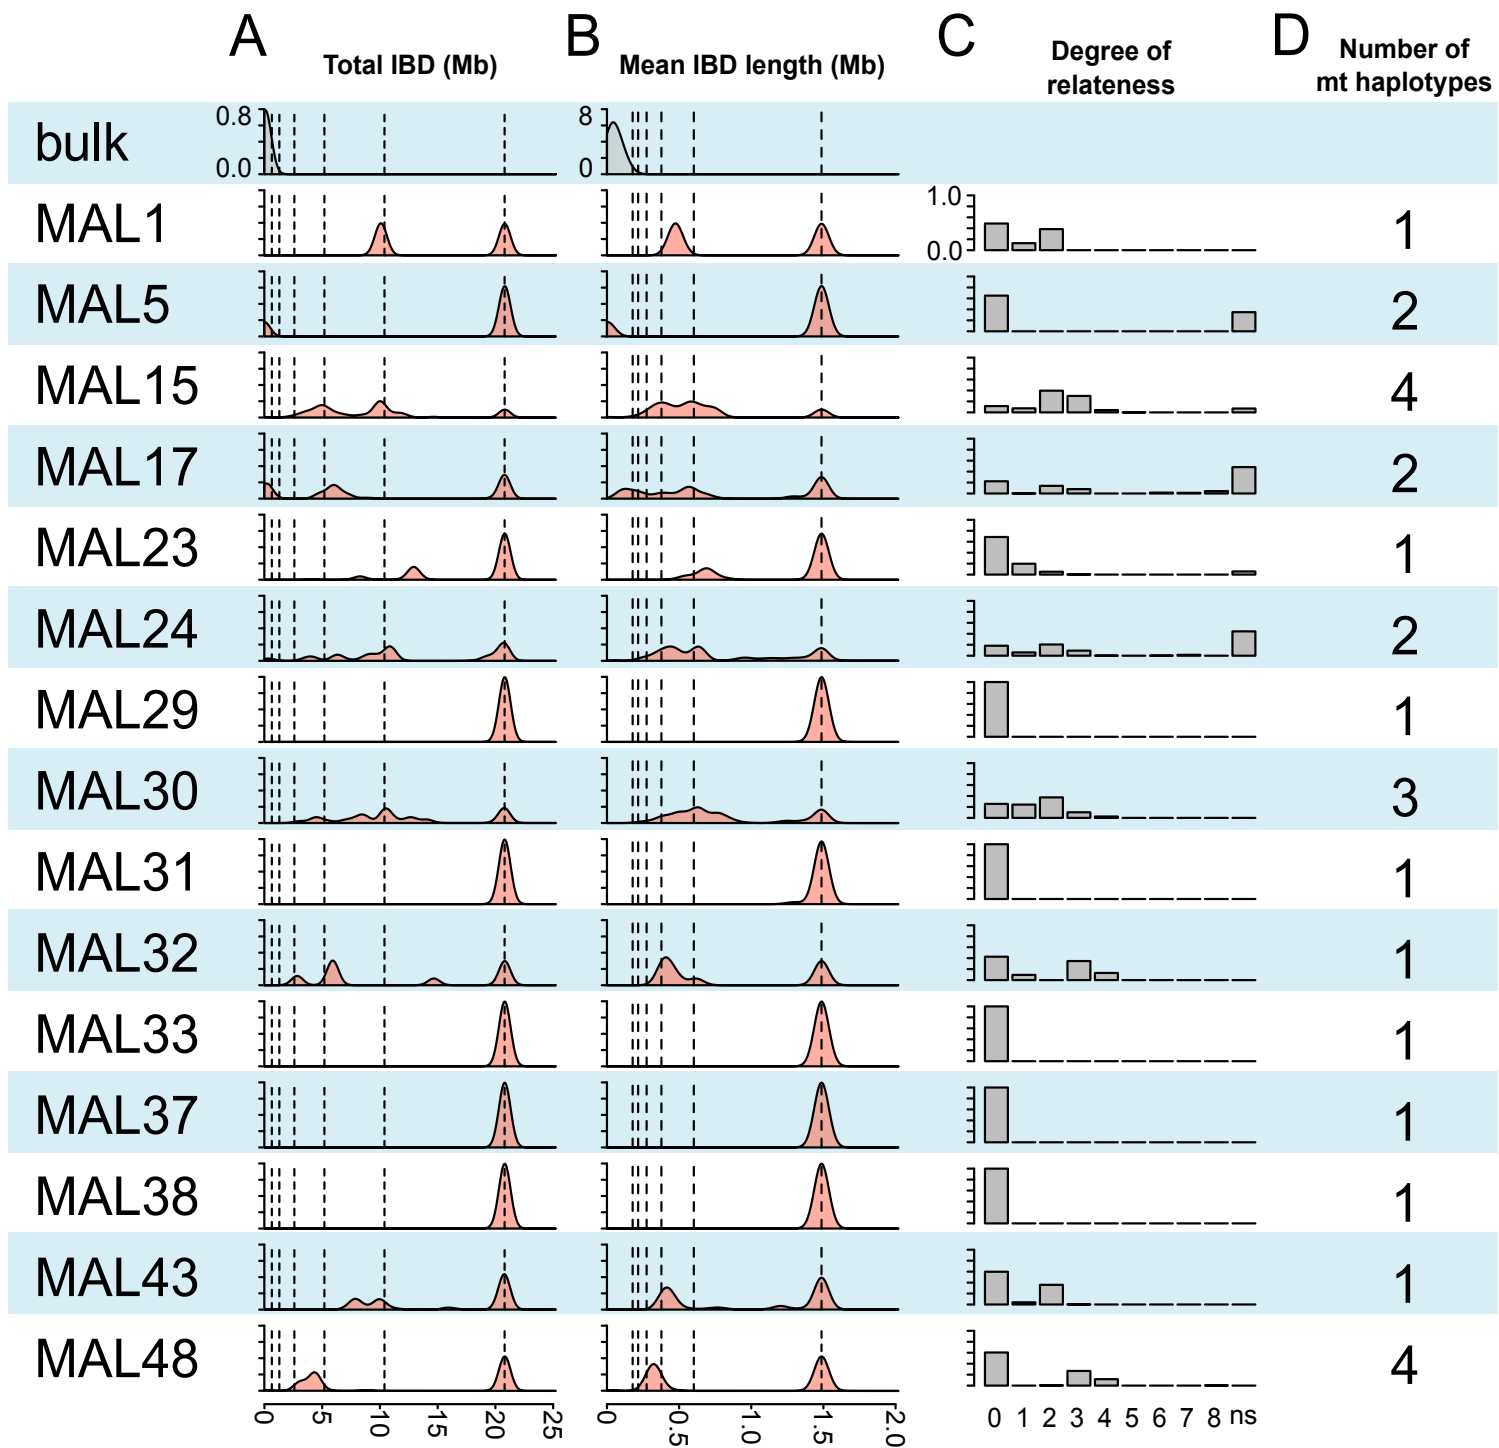 A
Total IBD (Mb)
B
Mean IBD length (Mb)
C
Degree of
relateness
D
Number of
mt haplotypes
bulk
0.8
0.0
8
0
MAL1
1.0
0.0
1
MAL5
2
MAL15
4
MAL17
2
MAL23
1
MAL24
2
MAL29
1
MAL30
3
MAL31
1
MAL32
1
MAL33
1
MAL37
1
MAL38
1
MAL43
1
MAL48
4
0 5 10 15 20 25
0 0.5 1.0 1.5 2.0
0 1 2 3 4 5 6 7 8 ns